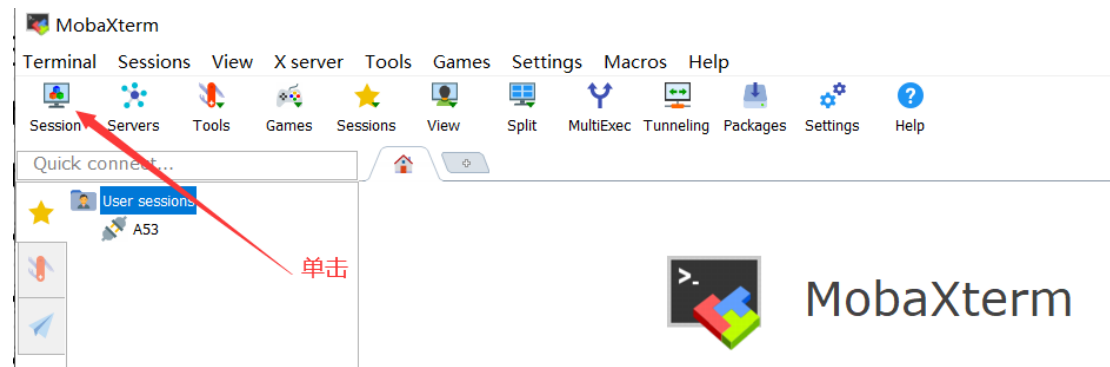 MobaXterm
Terminal Sessions View X server Tools Games Settings Macros Help
Session Servers Tools Games Sessions View Split MultiExec Tunneling Packages Settings Help
Quick connect...
User sessions
A53
单击
MobaXterm